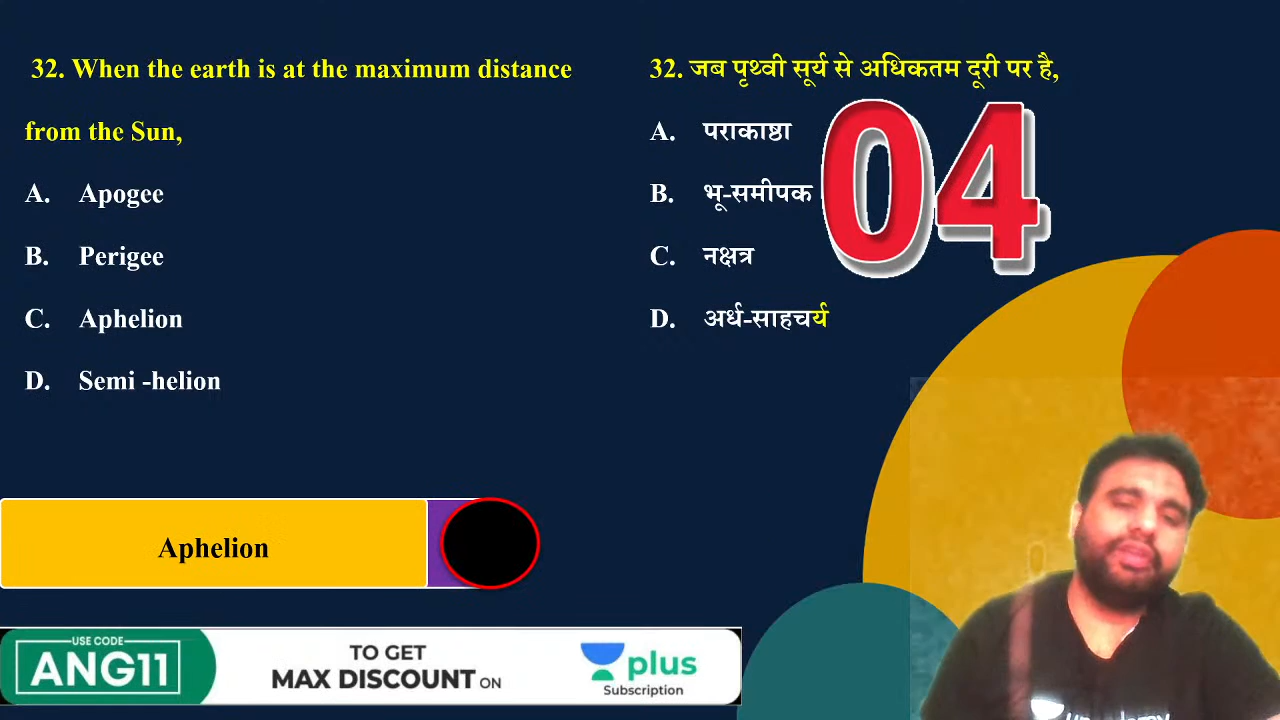 32. When the earth is at the maximum distance
from the Sun,
A. Apogee
B. Perigee
C. Aphelion
D. Semi -helion
32. जब पृथ्वी सूर्य से अधिकतम दूरी पर है,
A. पराकाष्ठा
B. भू-समीपक
C. नक्षत्र
D. अर्ध-साहचर्य
04
Aphelion
USE CODE
ANG11
TO GET
MAX DISCOUNT ON
plus
Subscription